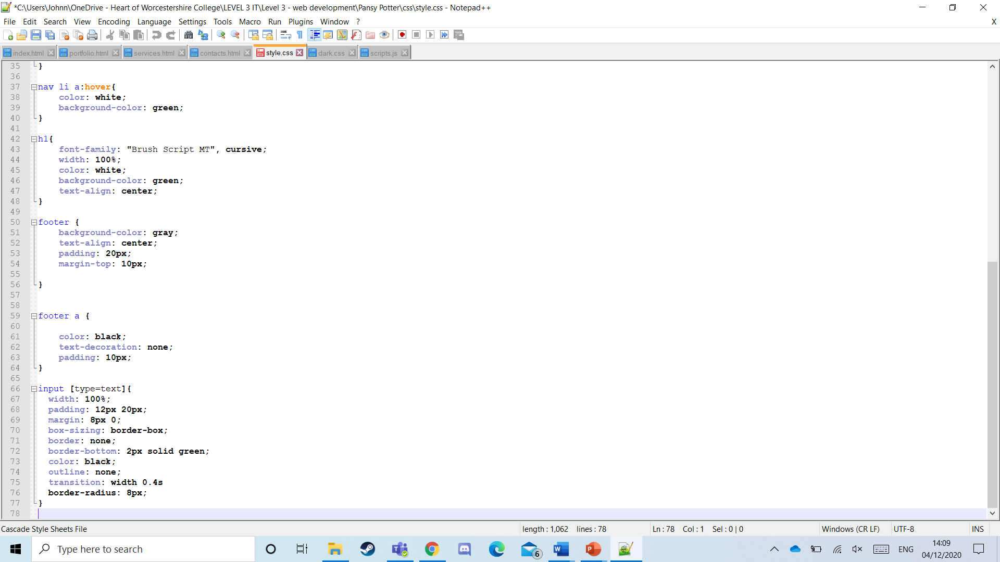 *C:\Users\Johnn\OneDrive - Heart of Worcestershire College\LEVEL 3 IT\Level 3 - web development\Pansy Potter\css\style.css - Notepad++
File Edit Search View Encoding Language Settings Tools Macro Run Plugins Window ? X
index.html portfolio.html services.html contacts.html style.css dark.css scripts.js
35 }
36
37 nav li a:hover{
38 color: white;
39 background-color: green;
40 }
41
42 h1{
43 font-family: "Brush Script MT", cursive;
44 width: 100%;
45 color: white;
46 background-color: green;
47 text-align: center;
48 }
49
50 footer {
51 background-color: gray;
52 text-align: center;
53 padding: 20px;
54 margin-top: 10px;
55
56 }
57
58
59 footer a {
60
61 color: black;
62 text-decoration: none;
63 padding: 10px;
64 }
65
66 input [type=text]{
67 width: 100%;
68 padding: 12px 20px;
69 margin: 8px 0;
70 box-sizing: border-box;
71 border: none;
72 border-bottom: 2px solid green;
73 color: black;
74 outline: none;
75 transition: width 0.4s
76 border-radius: 8px;
77 }
78
Cascade Style Sheets File length : 1,062 lines : 78 Ln : 78 Col : 1 Sel : 0 | 0 Windows (CR LF) UTF-8 INS
Type here to search 6 ENG 14:09
04/12/2020